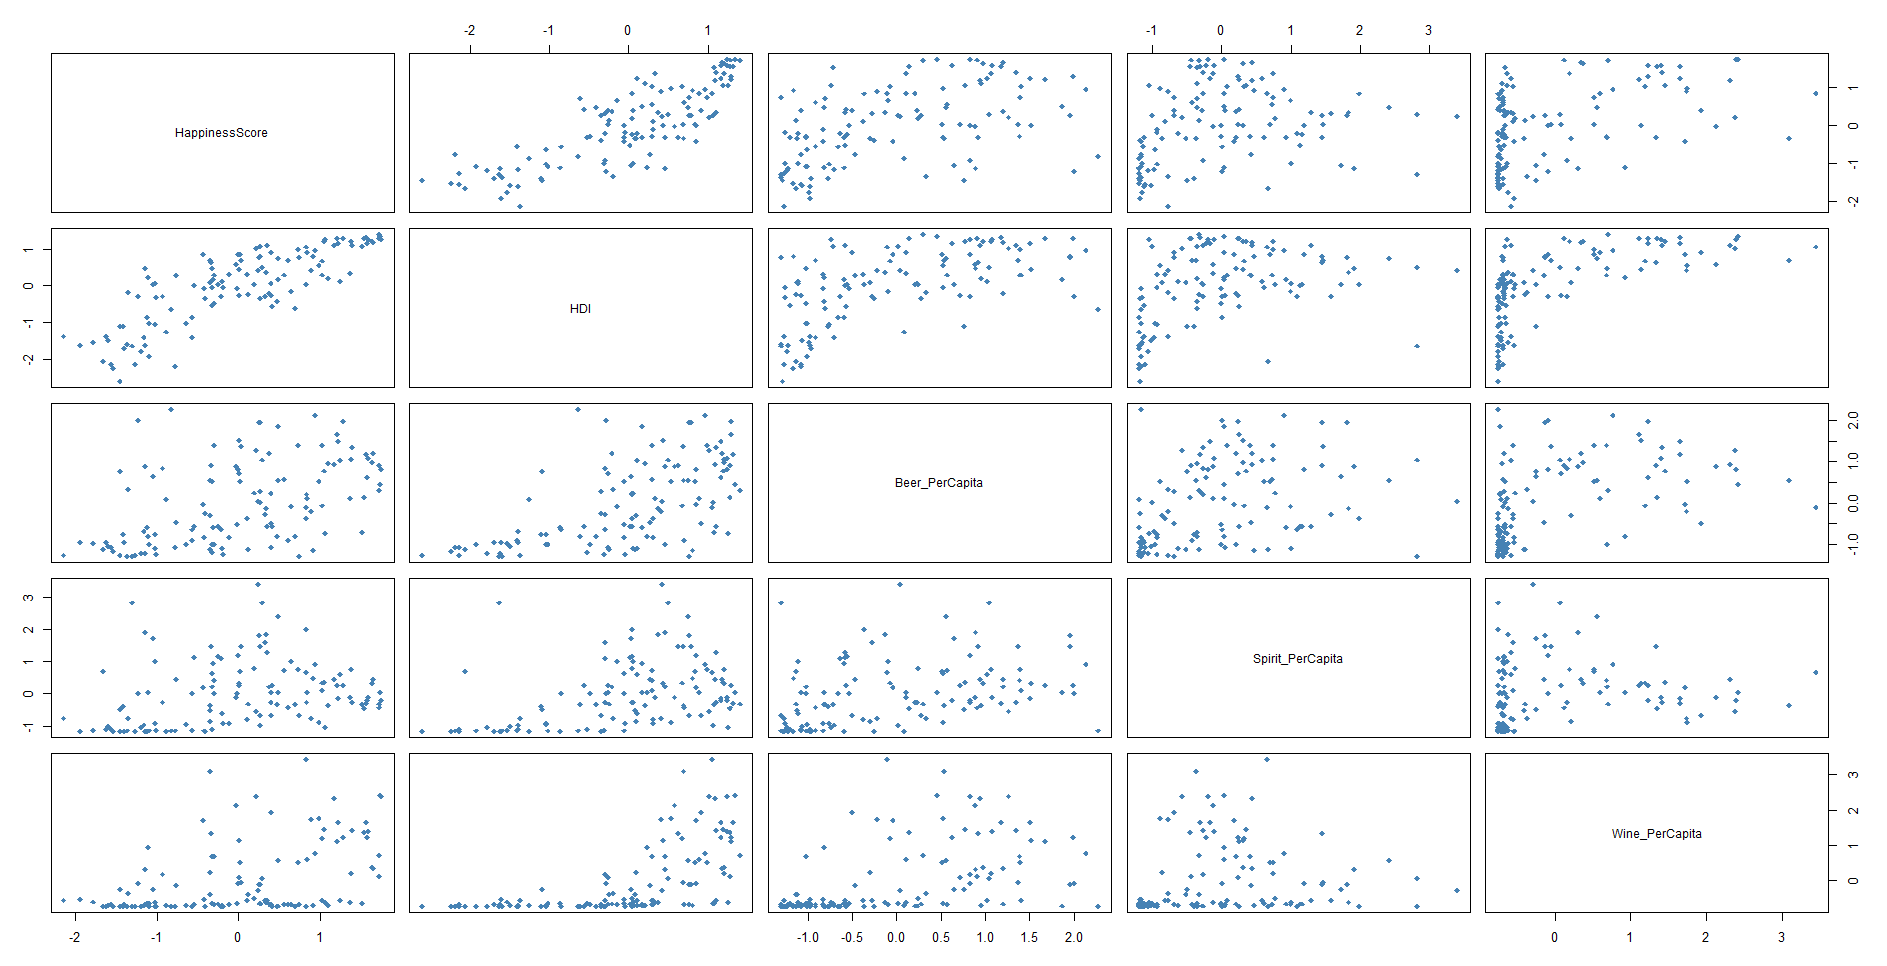 -2 -1 0 1
-1 0 1 2 3
HappinessScore
-2 -1 0 1
-2 -1 0 1
HDI
Beer_PerCapita
-1.0 0.0 1.0 2.0
-1 0 1 2 3
Spirit_PerCapita
Wine_PerCapita
0 1 2 3
-2 -1 0 1
-1.0 -0.5 0.0 0.5 1.0 1.5 2.0
0 1 2 3